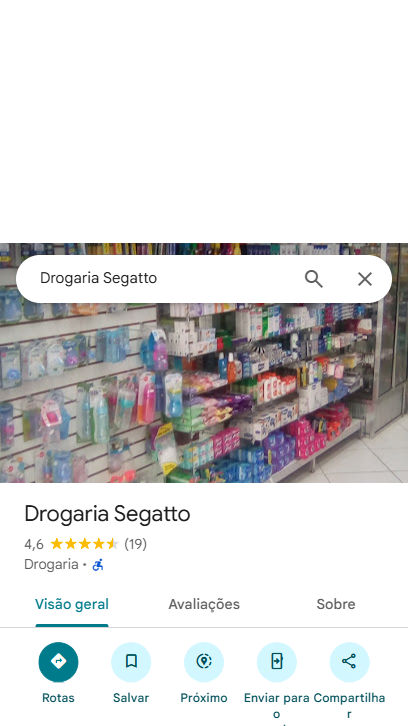 Drogaria Segatto
Drogaria Segatto
4,6 (19)
Drogaria ·
Visão geral Avaliações Sobre
Rotas Salvar Próximo Enviar para o Compartilhar